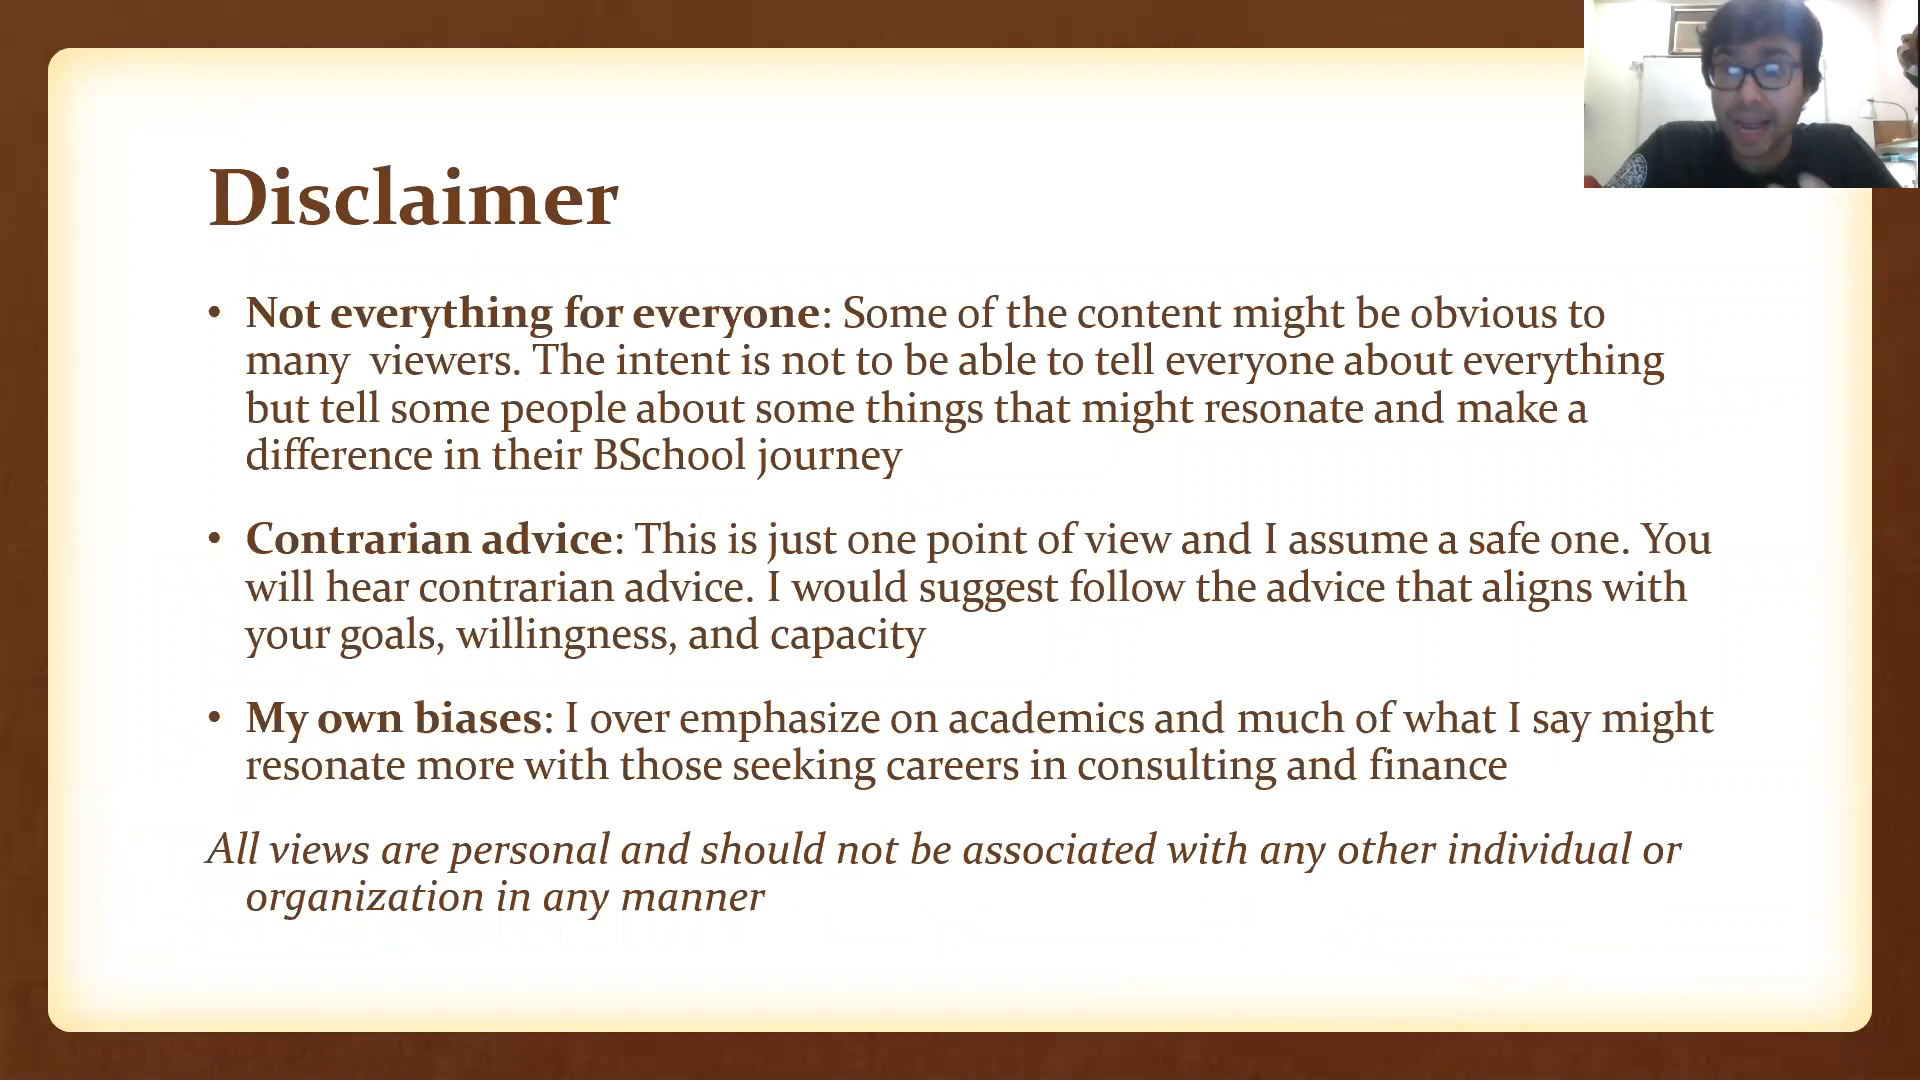 Disclaimer
• Not everything for everyone: Some of the content might be obvious to
many  viewers. The intent is not to be able to tell everyone about everything
but tell some people about some things that might resonate and make a
difference in their BSchool journey
• Contrarian advice: This is just one point of view and I assume a safe one. You
will hear contrarian advice. I would suggest follow the advice that aligns with
your goals, willingness, and capacity
• My own biases: I over emphasize on academics and much of what I say might
resonate more with those seeking careers in consulting and finance
All views are personal and should not be associated with any other individual or
organization in any manner